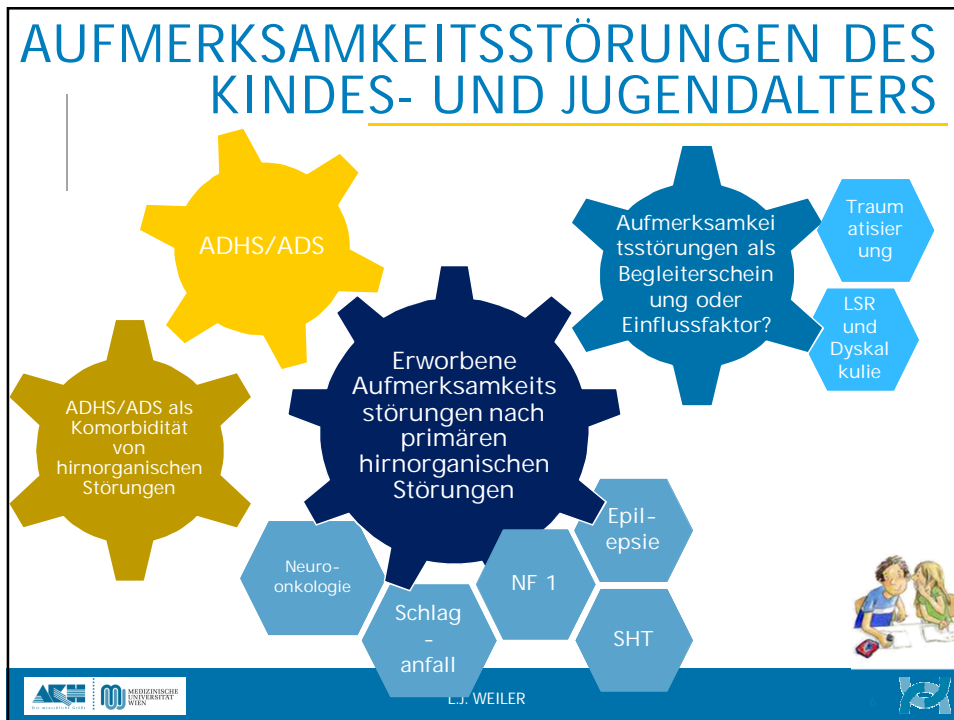 AUFMERKSAMKEITSSTÖRUNGEN DES
KINDES- UND JUGENDALTERS
ADHS/ADS
Aufmerksamkei
tsstörungen als
Begleiterschein
ung oder
Einflussfaktor?
Traum
atisier
ung
LSR
und
Dyskal
kulie
ADHS/ADS als
Komorbidität
von
hirnorganischen
Störungen
Erworbene
Aufmerksamkeits
störungen nach
primären
hirnorganischen
Störungen
Neuro-
onkologie
Schlag
-
anfall
NF 1
Epil-
epsie
SHT
AKH
MEDIZINISCHE
UNIVERSITÄT
WIEN
L.J. WEILER